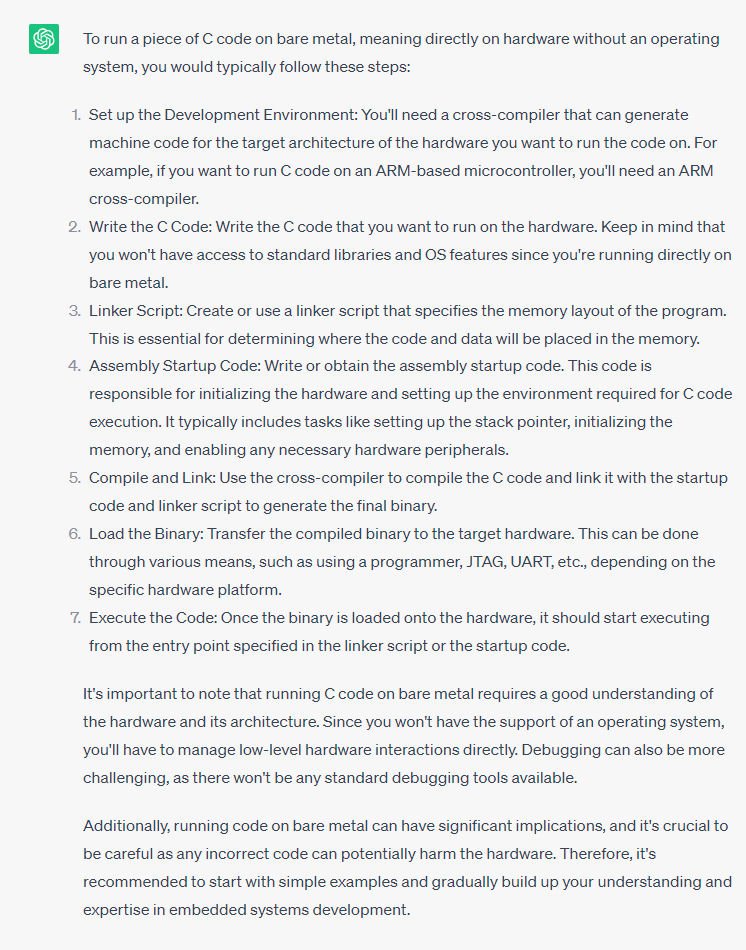 To run a piece of C code on bare metal, meaning directly on hardware without an operating
system, you would typically follow these steps:
1. Set up the Development Environment: You'll need a cross-compiler that can generate
machine code for the target architecture of the hardware you want to run the code on. For
example, if you want to run C code on an ARM-based microcontroller, you'll need an ARM
cross-compiler.
2. Write the C Code: Write the C code that you want to run on the hardware. Keep in mind that
you won't have access to standard libraries and OS features since you're running directly on
bare metal.
3. Linker Script: Create or use a linker script that specifies the memory layout of the program.
This is essential for determining where the code and data will be placed in the memory.
4. Assembly Startup Code: Write or obtain the assembly startup code. This code is
responsible for initializing the hardware and setting up the environment required for C code
execution. It typically includes tasks like setting up the stack pointer, initializing the
memory, and enabling any necessary hardware peripherals.
5. Compile and Link: Use the cross-compiler to compile the C code and link it with the startup
code and linker script to generate the final binary.
6. Load the Binary: Transfer the compiled binary to the target hardware. This can be done
through various means, such as using a programmer, JTAG, UART, etc., depending on the
specific hardware platform.
7. Execute the Code: Once the binary is loaded onto the hardware, it should start executing
from the entry point specified in the linker script or the startup code.
It's important to note that running C code on bare metal requires a good understanding of
the hardware and its architecture. Since you won't have the support of an operating system,
you'll have to manage low-level hardware interactions directly. Debugging can also be more
challenging, as there won't be any standard debugging tools available.
Additionally, running code on bare metal can have significant implications, and it's crucial to
be careful as any incorrect code can potentially harm the hardware. Therefore, it's
recommended to start with simple examples and gradually build up your understanding and
expertise in embedded systems development.